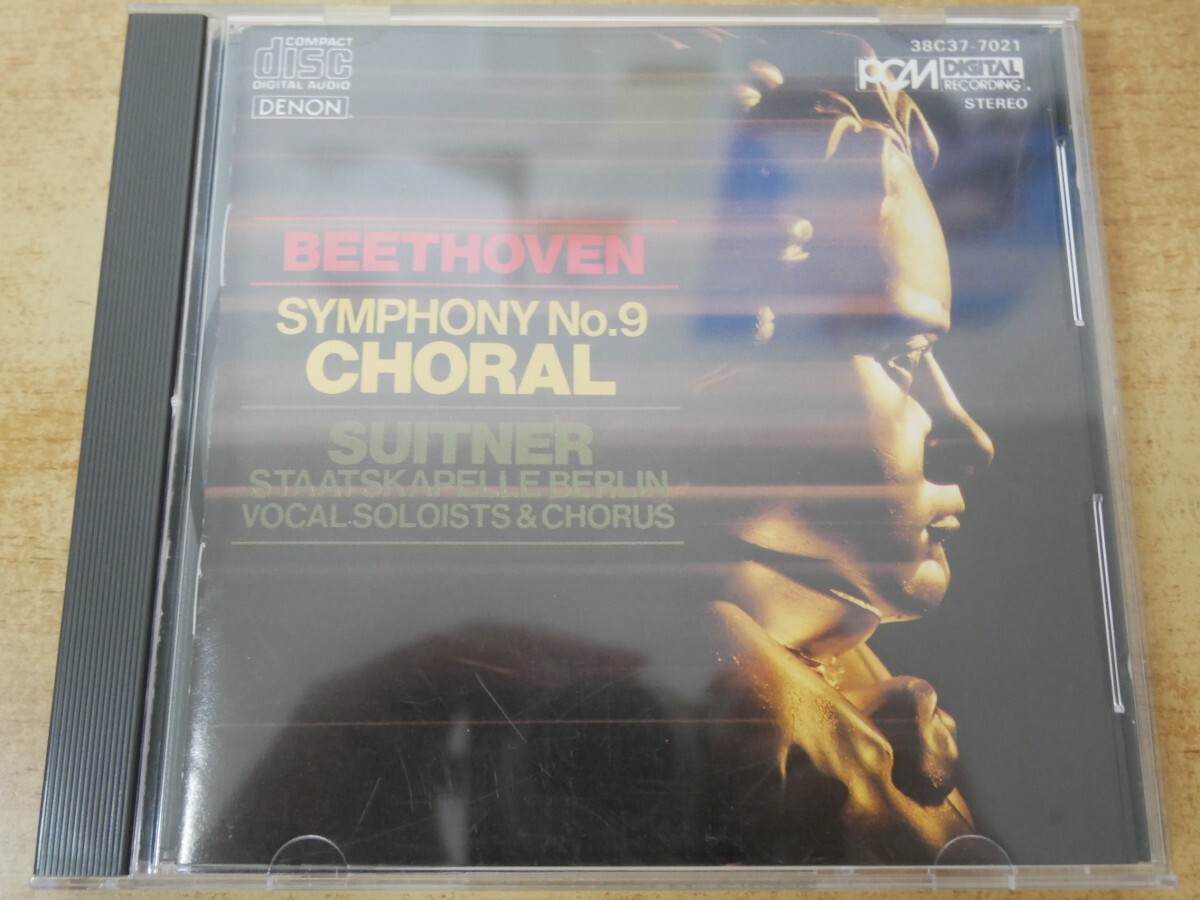 COMPACT
disc
DIGITAL AUDIO
DENON
38C37-7021
PCM DIGITAL RECORDING
STEREO
BEETHOVEN
SYMPHONY No.9
CHORAL
SUITNER
STAATSKAPELLE BERLIN
VOCAL SOLOISTS & CHORUS